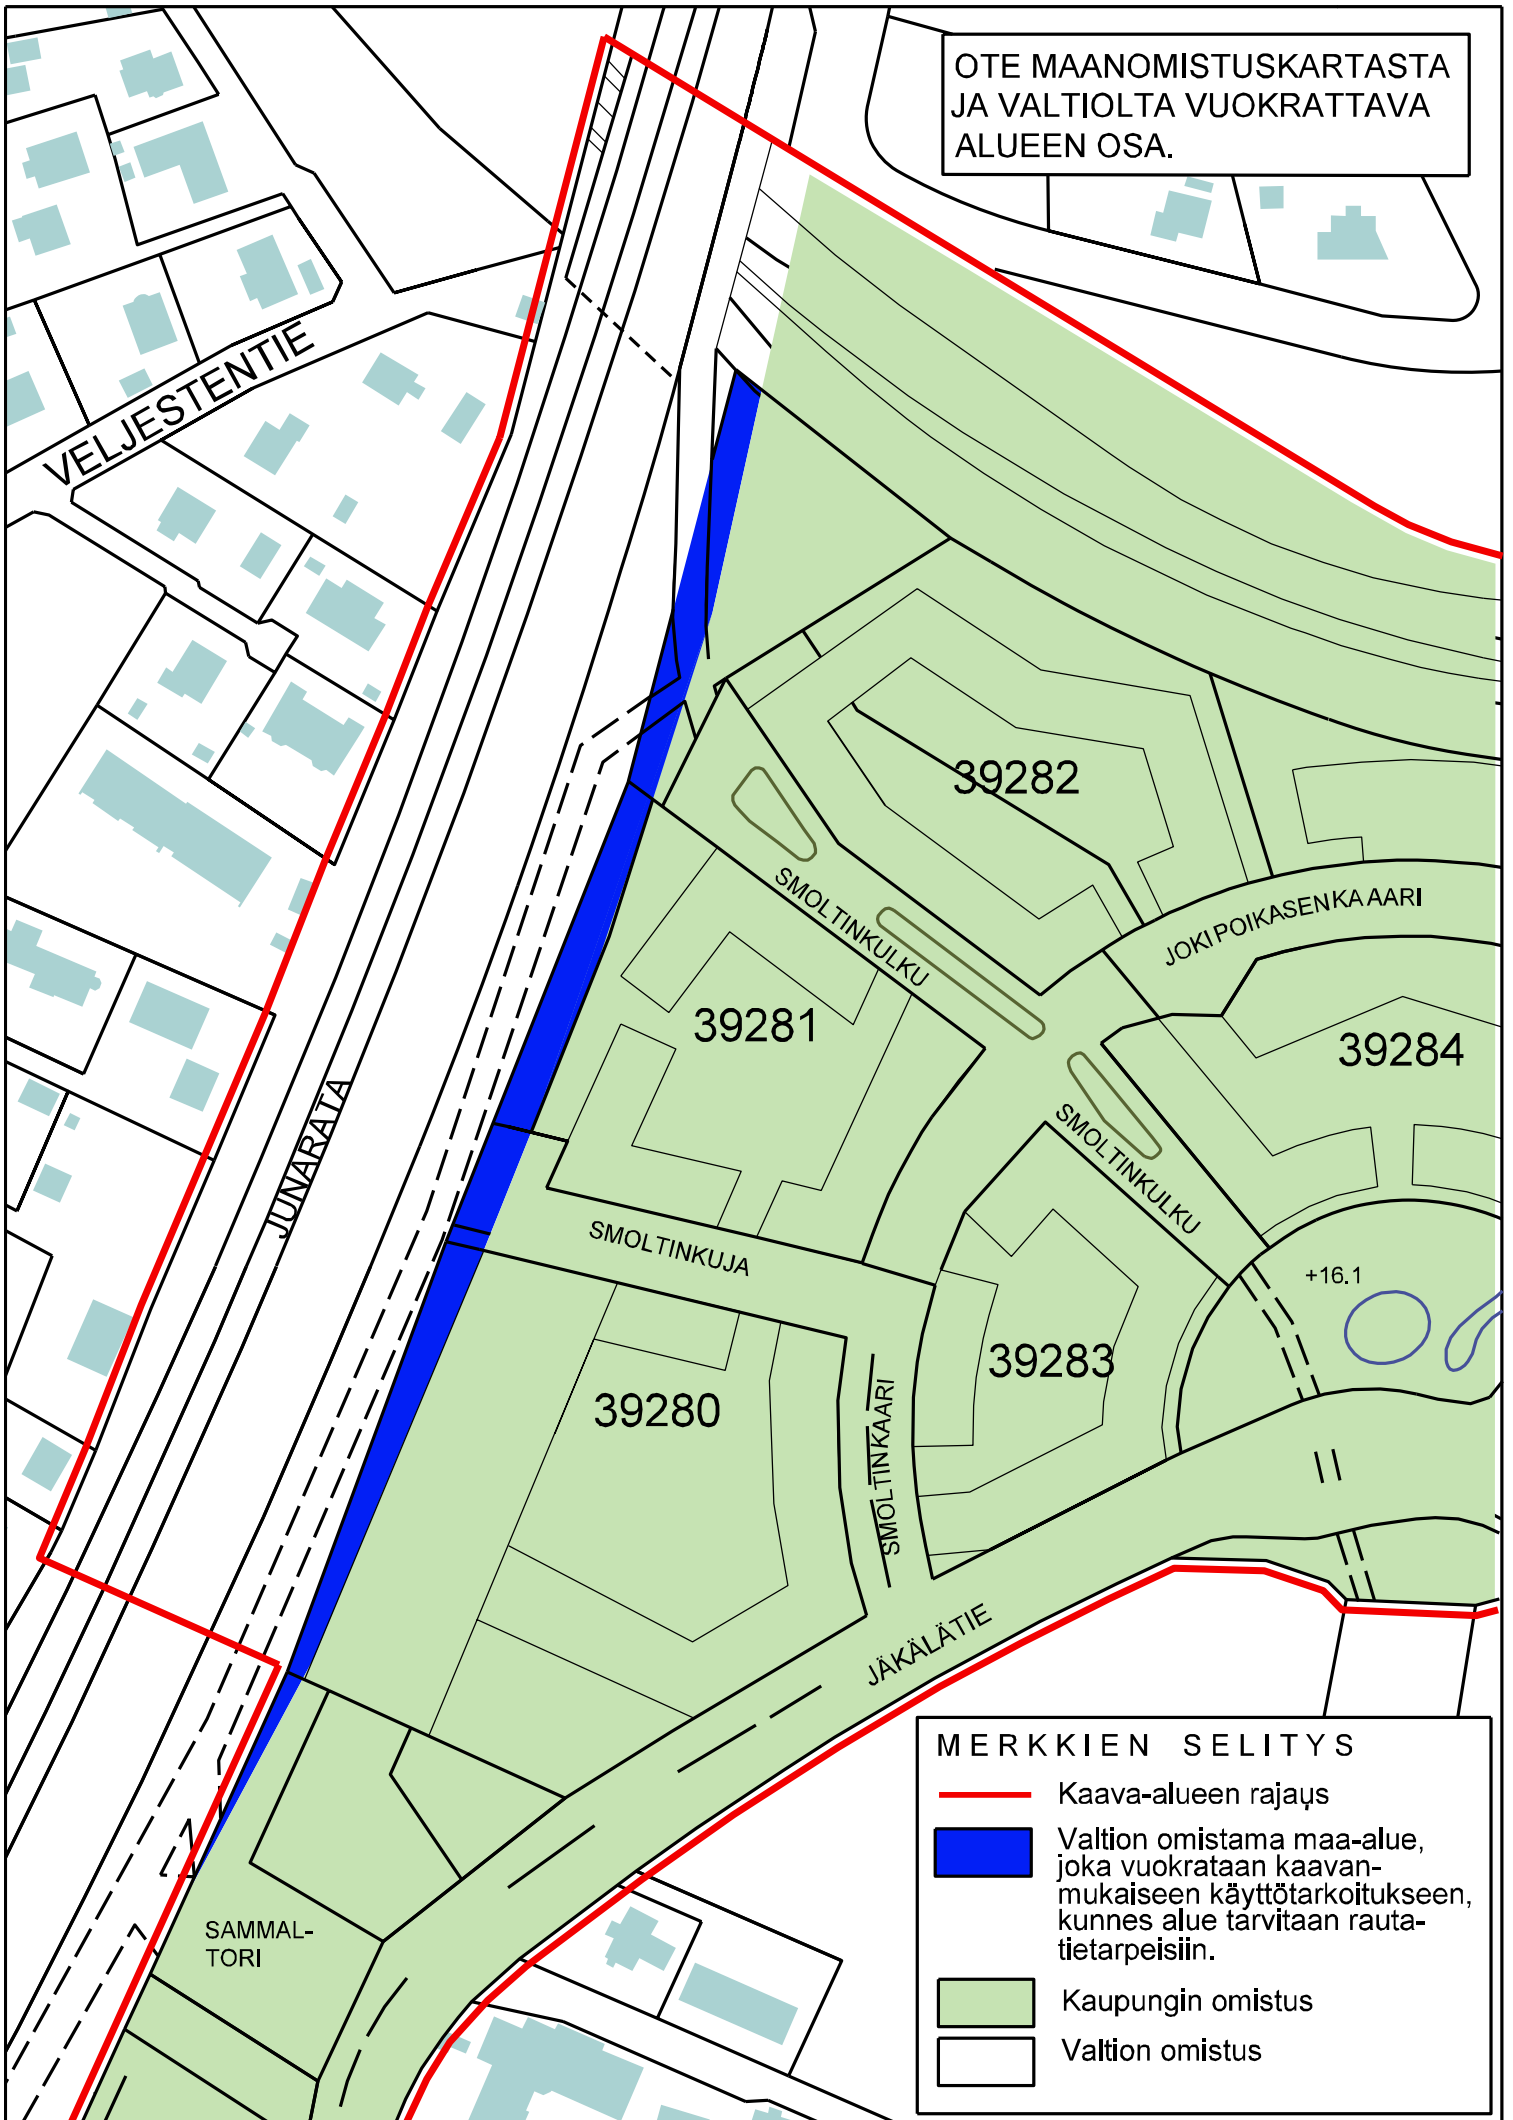 OTE MAANOMISTUSKARTASTA
JA VALTIOLTA VUOKRATTAVA
ALUEEN OSA.
VELJESTENTIE
39282
SMOLTINKULKU
JOKIPOIKASENKAARI
39281
39284
SMOLTINKULKU
JUNARATA
SMOLTINKUJA
+16.1
39283
39280
SMOLTINKAARI
JÄKÄLÄTIE
SAMMAL-
TORI
MERKKIEN SELITYS
Kaava-alueen rajaus
Valtion omistama maa-alue,
joka vuokrataan kaavan-
mukaiseen käyttötarkoitukseen,
kunnes alue tarvitaan rauta-
tietarpeisiin.
Kaupungin omistus
Valtion omistus